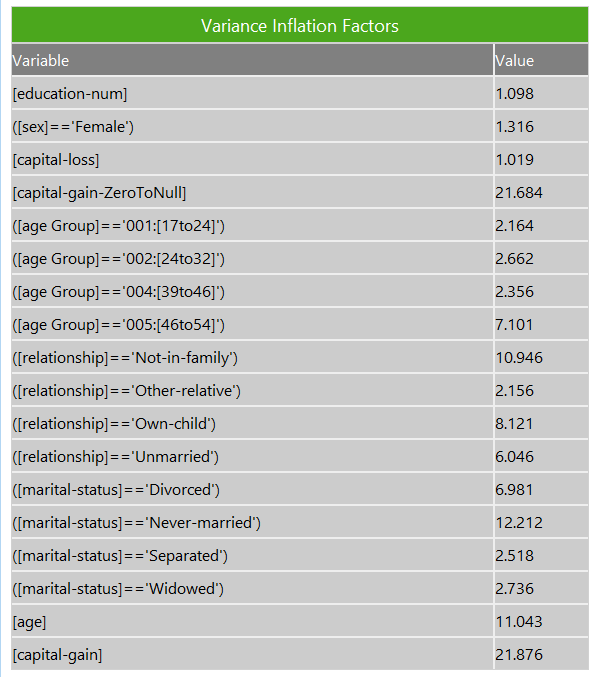 Variance Inflation Factors
Variable Value
[education-num] 1.098
([sex]=='Female') 1.316
[capital-loss] 1.019
[capital-gain-ZeroToNull] 21.684
([age Group]=='001:[17to24]') 2.164
([age Group]=='002:[24to32]') 2.662
([age Group]=='004:[39to46]') 2.356
([age Group]=='005:[46to54]') 7.101
([relationship]=='Not-in-family') 10.946
([relationship]=='Other-relative') 2.156
([relationship]=='Own-child') 8.121
([relationship]=='Unmarried') 6.046
([marital-status]=='Divorced') 6.981
([marital-status]=='Never-married') 12.212
([marital-status]=='Separated') 2.518
([marital-status]=='Widowed') 2.736
[age] 11.043
[capital-gain] 21.876